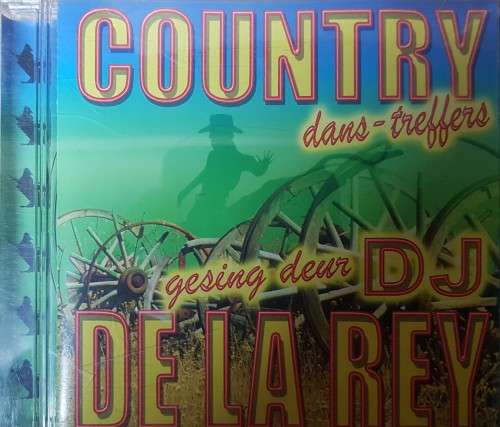 COUNTRY
dans-treffers
gesing deur DJ
DE LA REY